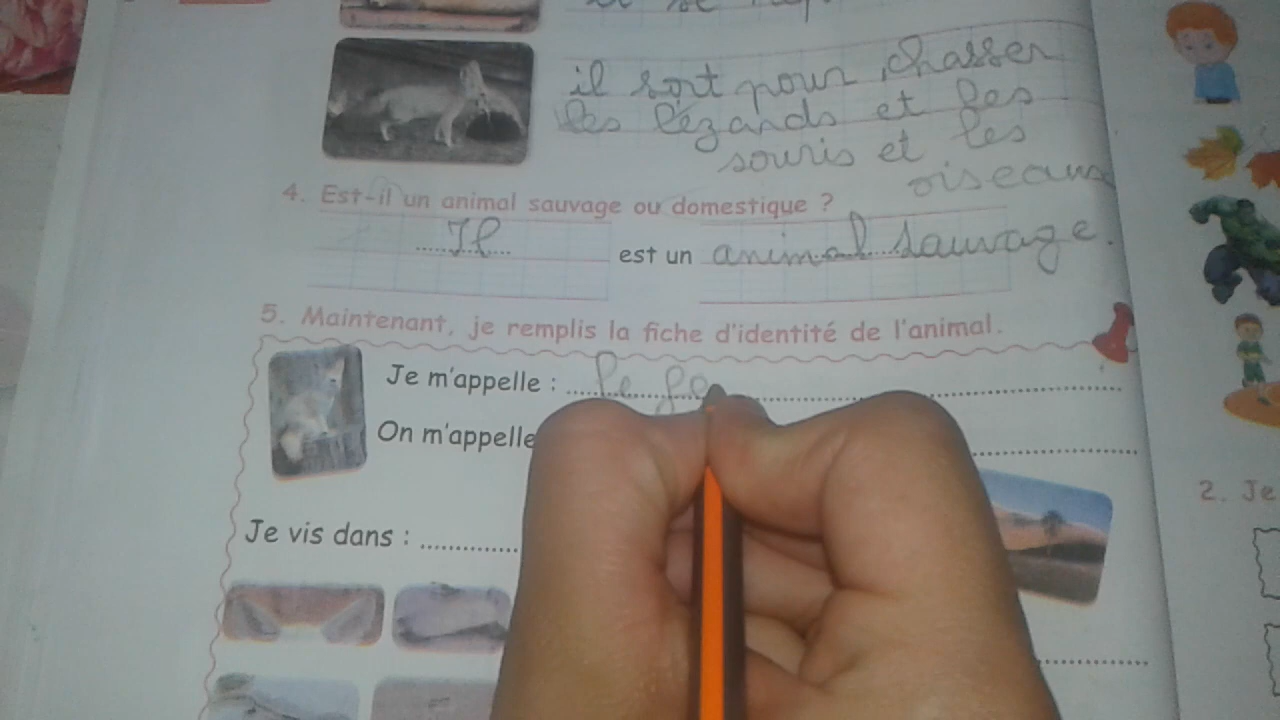 il sort pour chasser
les lézards et les
souris et les
oiseaux
4. Est-il un animal sauvage ou domestique ?
Il est un animal sauvage.
5. Maintenant, je remplis la fiche d'identité de l'animal.
Je m'appelle : le fe
On m'appelle
Je vis dans :
2. Je